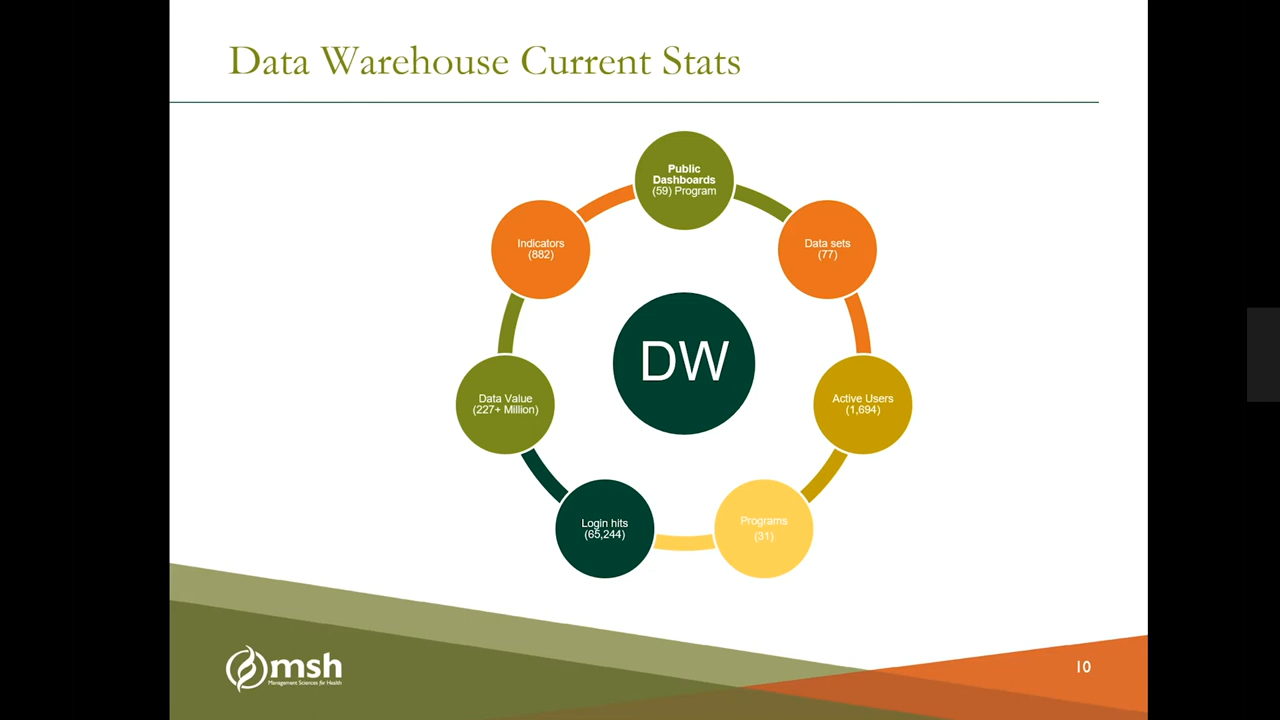 Data Warehouse Current Stats
Public
Dashboards
(59) Program
Indicators
(882)
Data sets
(77)
DW
Data Value
(227+ Million)
Active Users
(1,694)
Login hits
(65,244)
Programs
(31)
msh
Management Sciences for Health
10